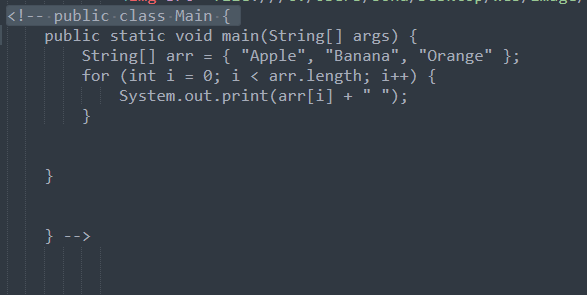 <!-- public class Main {
    public static void main(String[] args) {
        String[] arr = { "Apple", "Banana", "Orange" };
        for (int i = 0; i < arr.length; i++) {
            System.out.print(arr[i] + " ");
        }
    }
    } -->